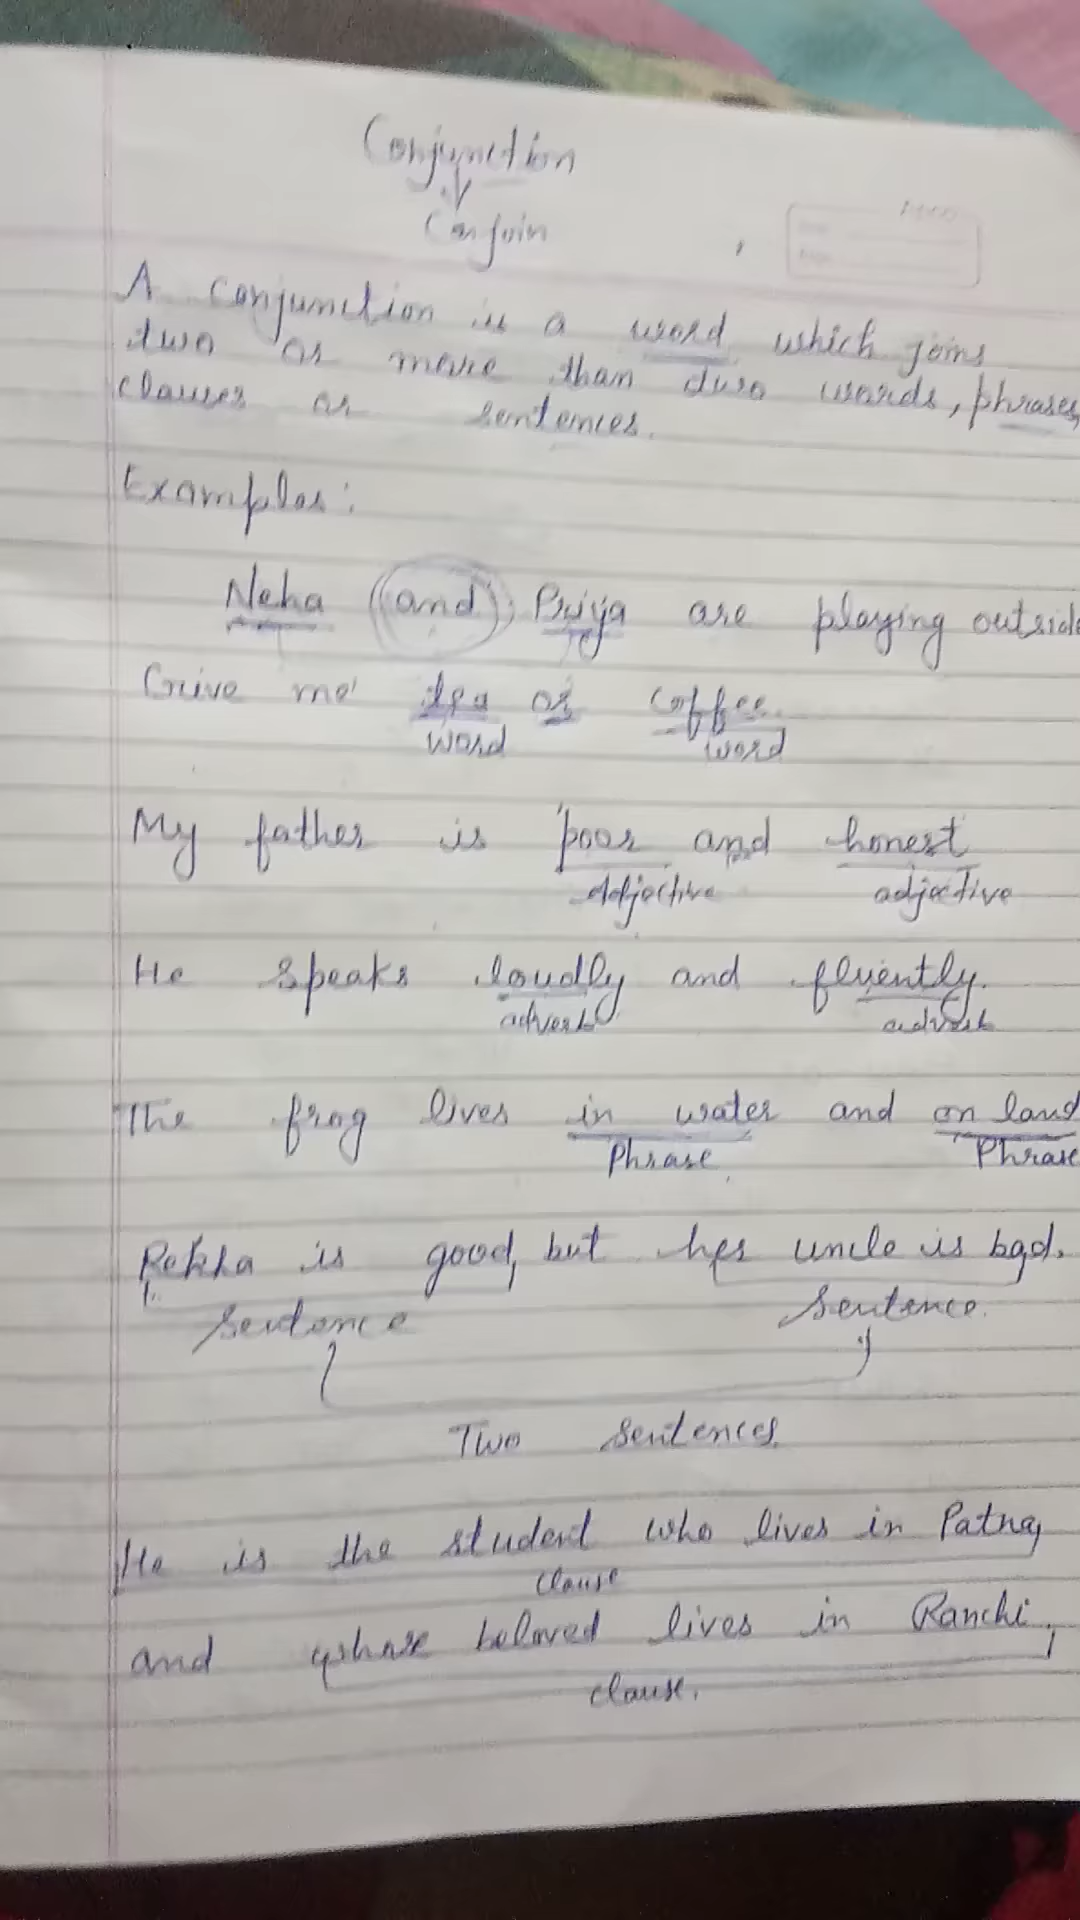 Conjunction
Conjoin
A conjunction is a word which joins
two or more than two words, phrases,
clauses or sentences.
Examples:
Neha (and) Priya are playing outside
Give me tea or coffee.
word word
My father is poor and honest
adjective adjective
He speaks loudly and fluently.
adverb adverb
The frog lives in water and on land
Phrase Phrase
Rekha is good, but her uncle is bad.
Sentence Sentence.
Two sentences
He is the student who lives in Patna,
clause
and whose beloved lives in Ranchi,
clause.